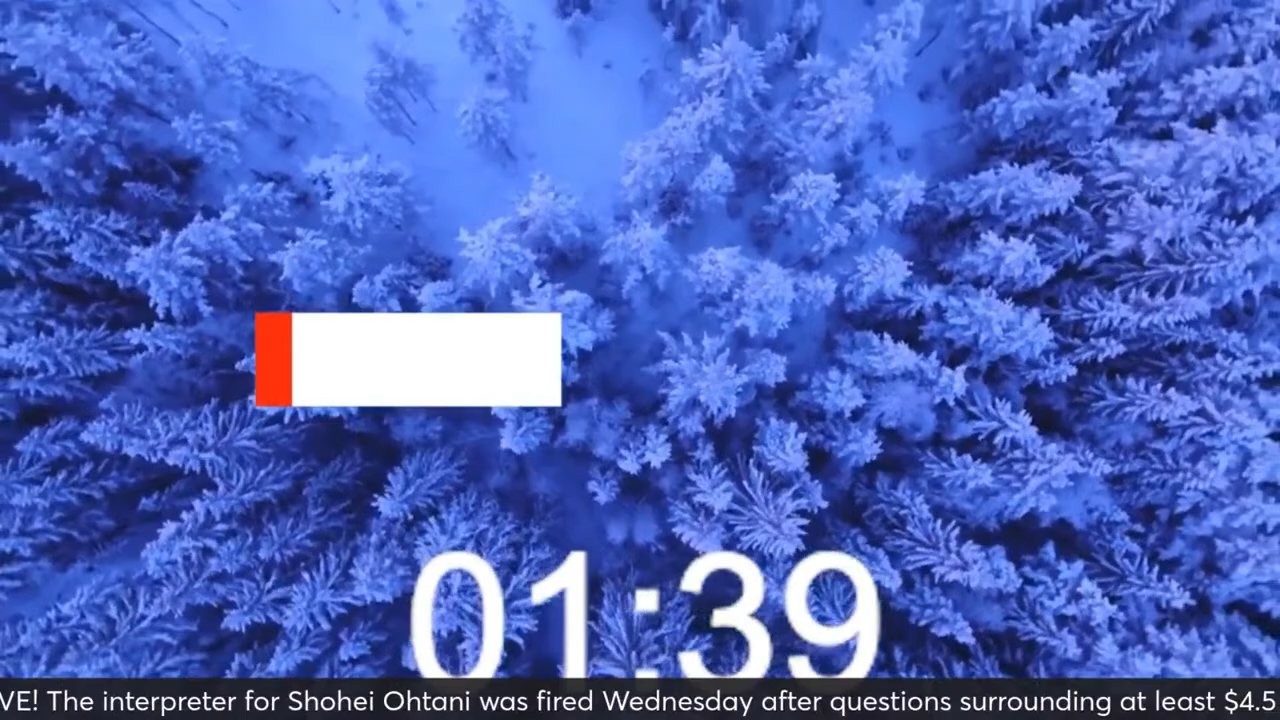 01:39
VE! The interpreter for Shohei Ohtani was fired Wednesday after questions surrounding at least $4.5